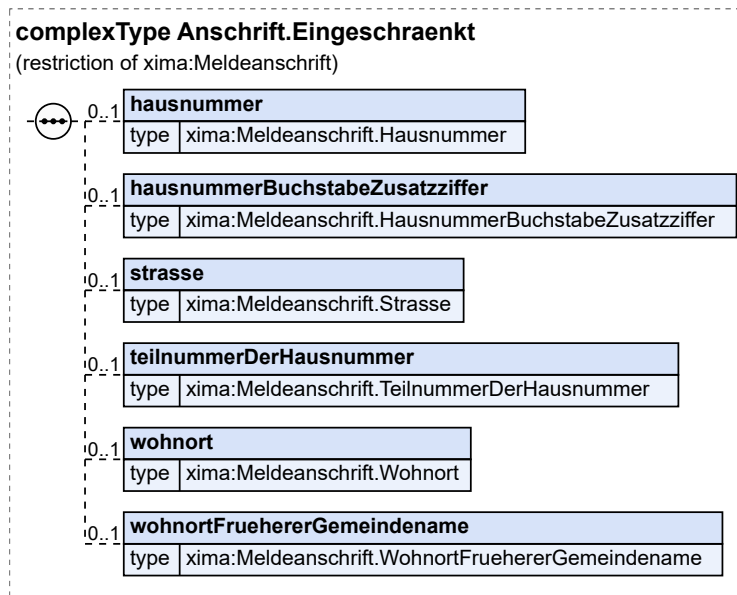 complexType Anschrift.Eingeschraenkt
(restriction of xima:Meldeanschrift)
0..1 hausnummer
type xima:Meldeanschrift.Hausnummer
0..1 hausnummerBuchstabeZusatzziffer
type xima:Meldeanschrift.HausnummerBuchstabeZusatzziffer
0..1 strasse
type xima:Meldeanschrift.Strasse
0..1 teilnummerDerHausnummer
type xima:Meldeanschrift.TeilnummerDerHausnummer
0..1 wohnort
type xima:Meldeanschrift.Wohnort
0..1 wohnortFruehererGemeindename
type xima:Meldeanschrift.WohnortFruehererGemeindename